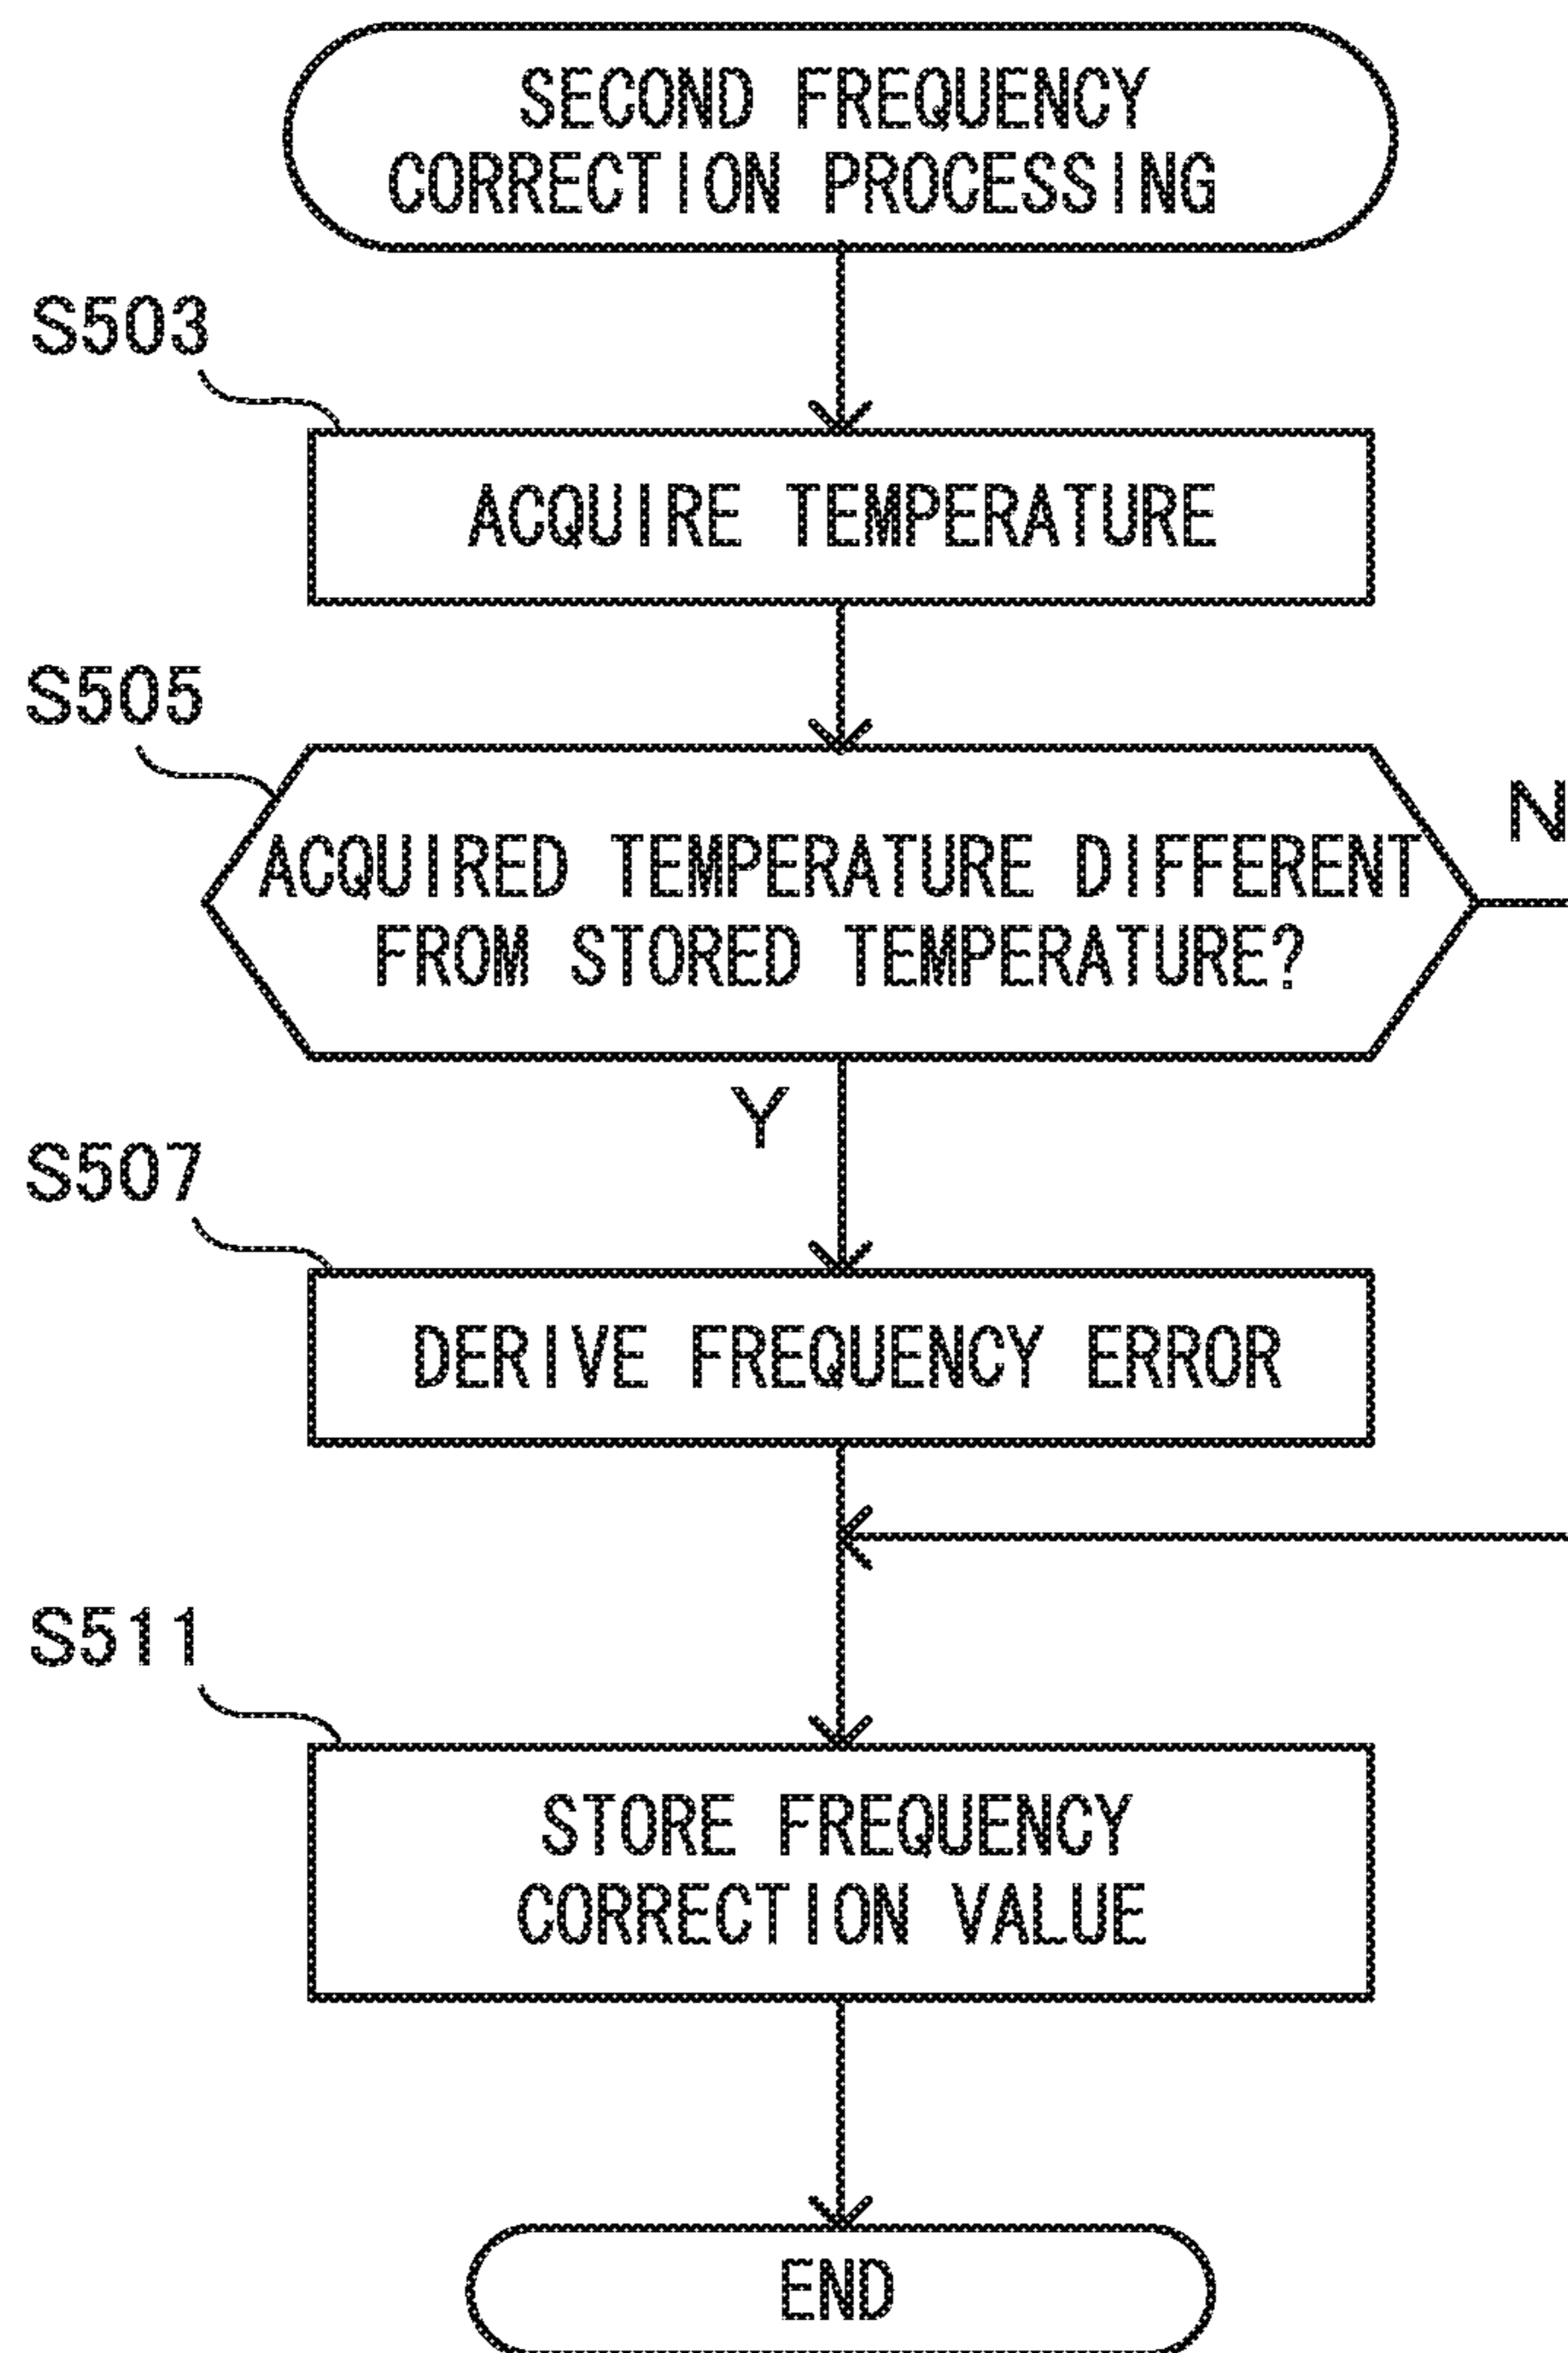 SECOND FREQUENCY
CORRECTION PROCESSING
S503
ACQUIRE TEMPERATURE
S505
N
ACQUIRED TEMPERATURE DIFFERENT
FROM STORED TEMPERATURE?
Y
S507
DERIVE FREQUENCY ERROR
S511
STORE FREQUENCY
CORRECTION VALUE
END